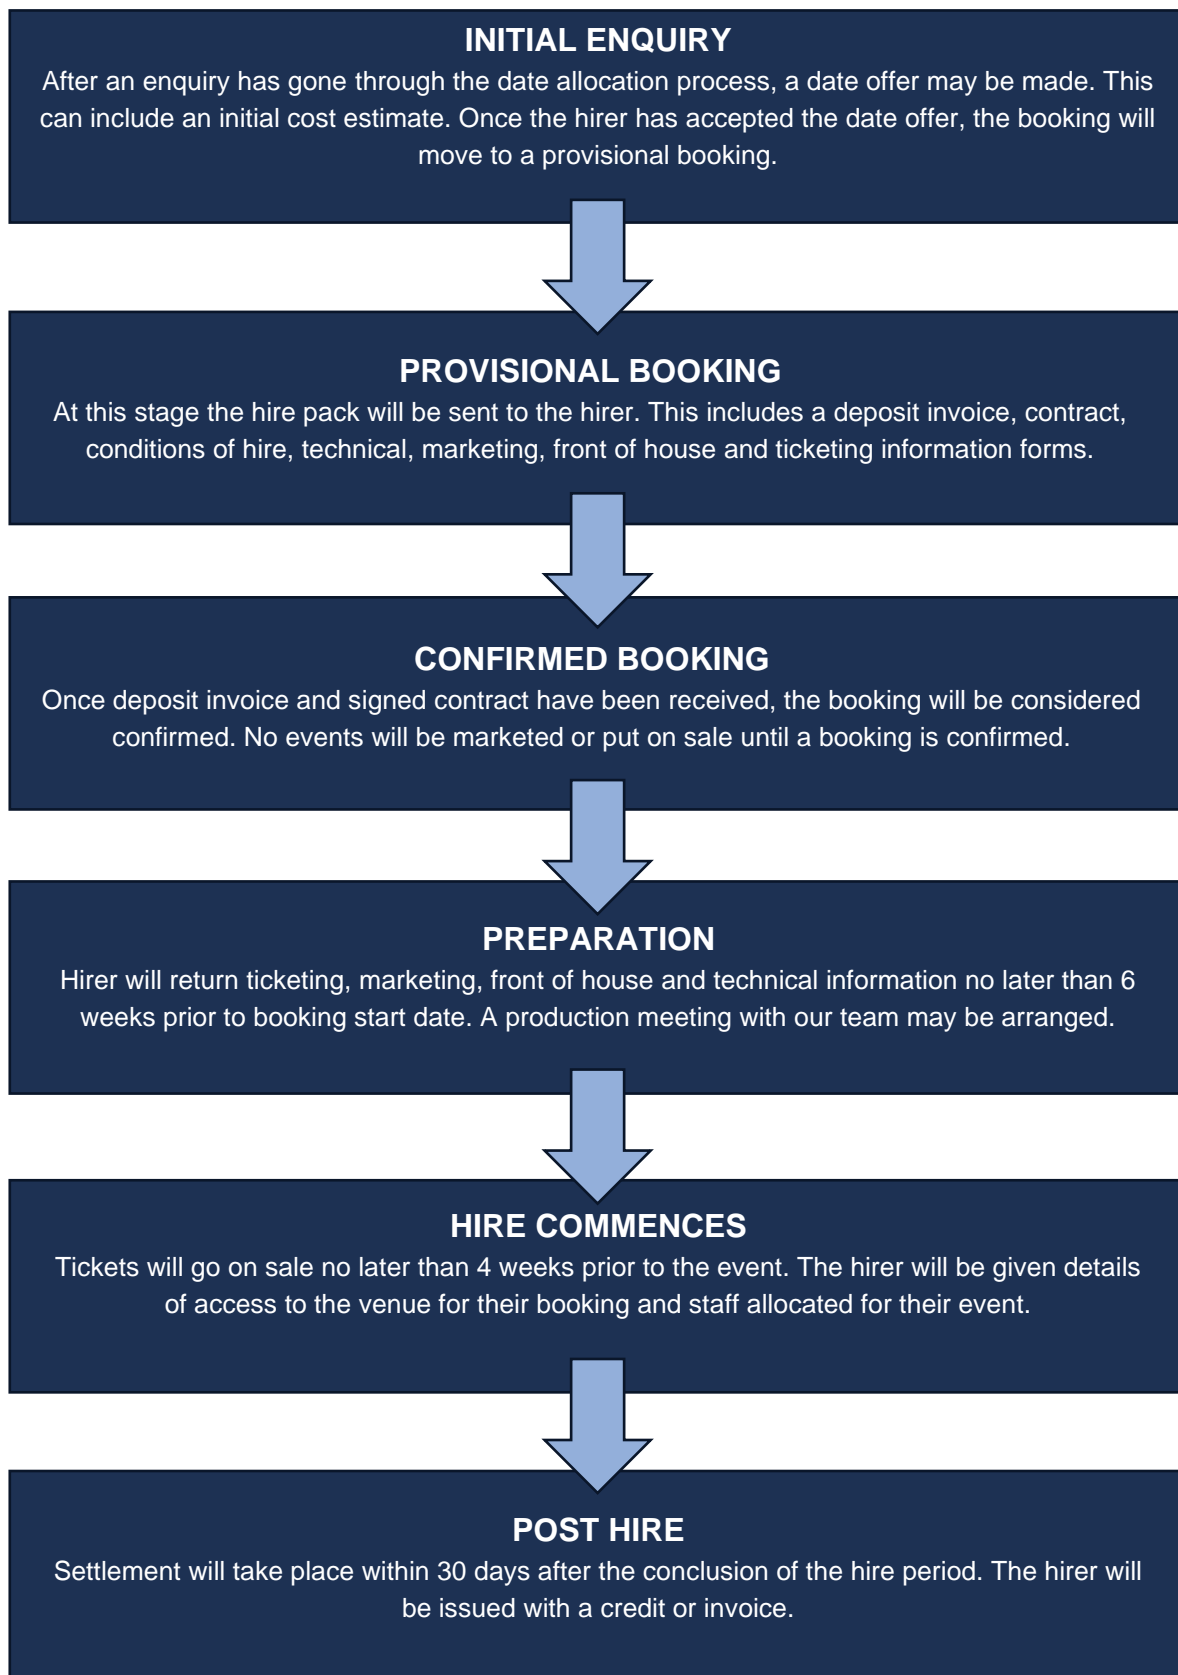 INITIAL ENQUIRY
After an enquiry has gone through the date allocation process, a date offer may be made. This
can include an initial cost estimate. Once the hirer has accepted the date offer, the booking will
move to a provisional booking.
PROVISIONAL BOOKING
At this stage the hire pack will be sent to the hirer. This includes a deposit invoice, contract,
conditions of hire, technical, marketing, front of house and ticketing information forms.
CONFIRMED BOOKING
Once deposit invoice and signed contract have been received, the booking will be considered
confirmed. No events will be marketed or put on sale until a booking is confirmed.
PREPARATION
Hirer will return ticketing, marketing, front of house and technical information no later than 6
weeks prior to booking start date. A production meeting with our team may be arranged.
HIRE COMMENCES
Tickets will go on sale no later than 4 weeks prior to the event. The hirer will be given details
of access to the venue for their booking and staff allocated for their event.
POST HIRE
Settlement will take place within 30 days after the conclusion of the hire period. The hirer will
be issued with a credit or invoice.